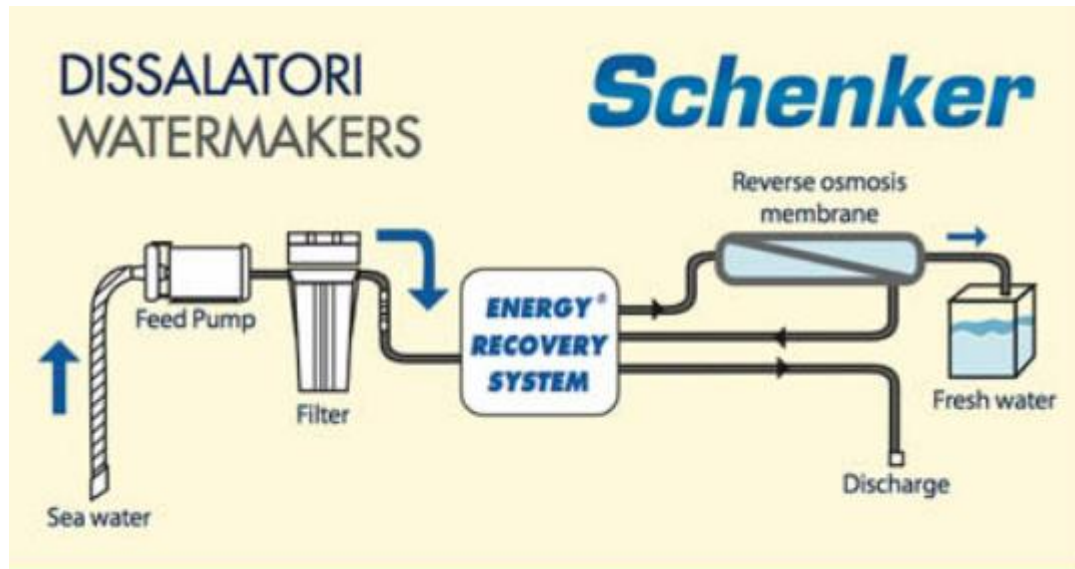 DISSALATORI
WATERMAKERS
Schenker
Reverse osmosis
membrane
Feed Pump
ENERGY®
RECOVERY
SYSTEM
Filter
Fresh water
Discharge
Sea water